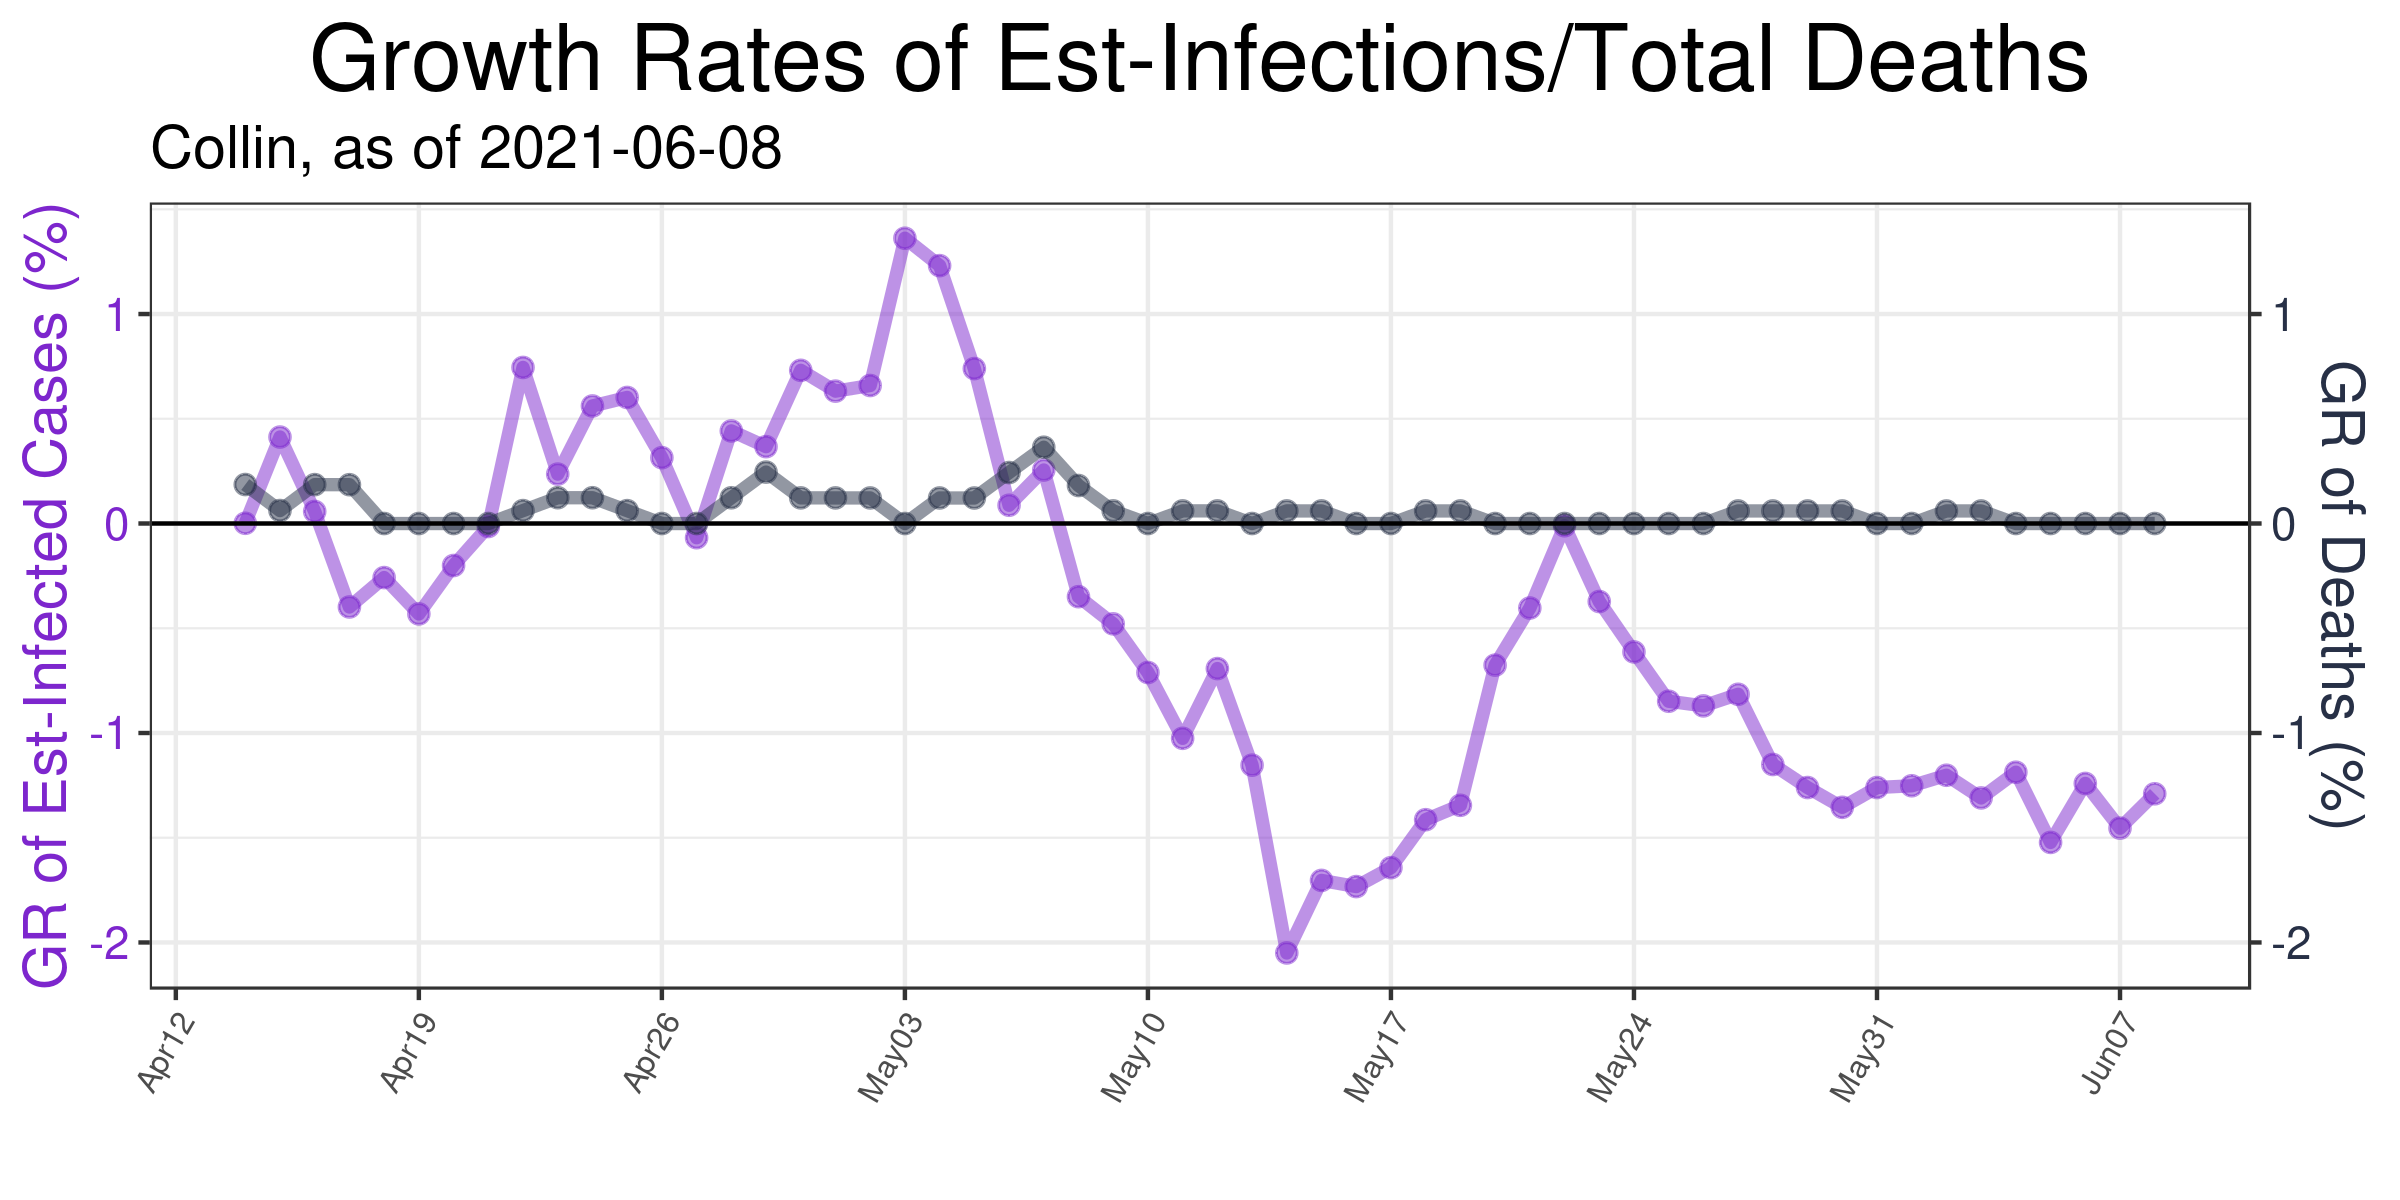 Growth Rates of Est-Infections/Total Deaths
Collin, as of 2021-06-08
GR of Est-Infected Cases (%)
1
0
-1
-2
1
0
-1
-2
GR of Deaths (%)
Apr12
Apr19
Apr26
May03
May10
May17
May24
May31
Jun07